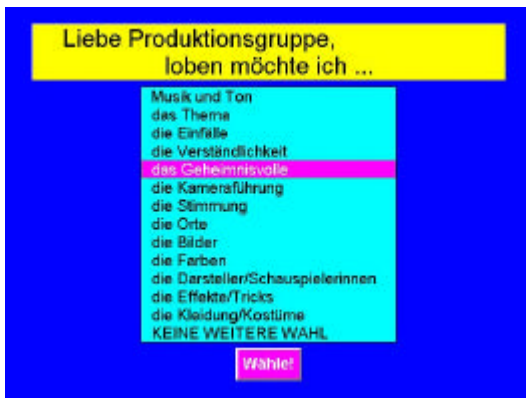 Liebe Produktionsgruppe,
loben möchte ich ...
Musik und Ton
das Thema
die Einfälle
die Verständlichkeit
das Geheimnisvolle
die Kameraführung
die Stimmung
die Orte
die Bilder
die Farben
die Darsteller/Schauspielerinnen
die Effekte/Tricks
die Kleidung/Kostüme
KEINE WEITERE WAHL
Wähle!